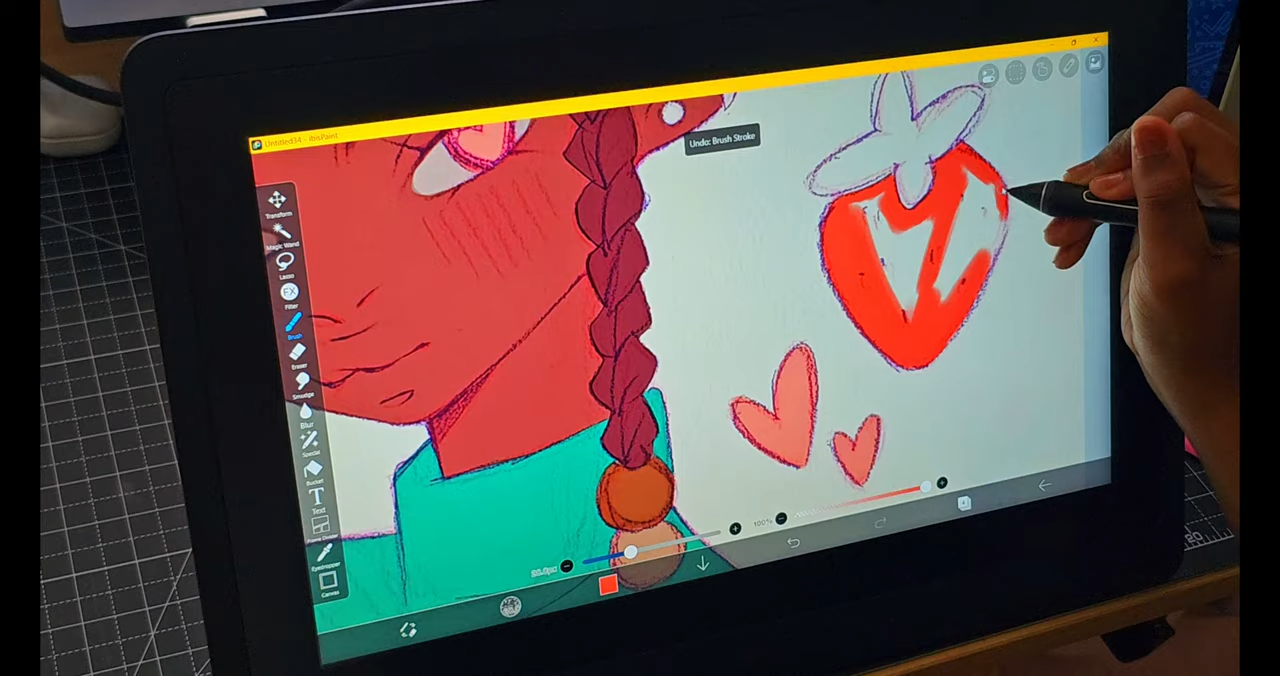 Untitled34 - ibisPaint
Undo: Brush Stroke
Transform
Magic Wand
Lasso
FX
Filter
Brush
Eraser
Smudge
Blur
Special
Bucket
T
Text
Frame Divider
Eyedropper
Canvas
100%